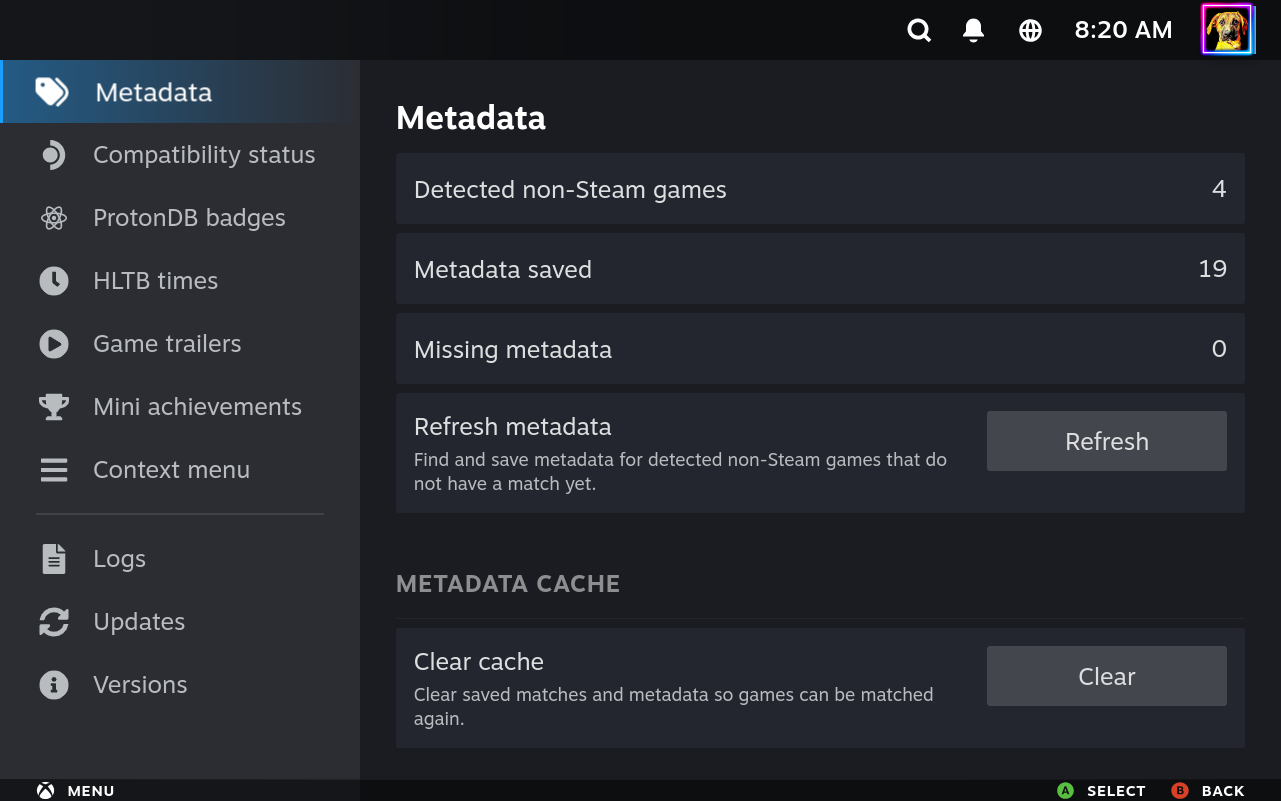 8:20 AM
Metadata
Compatibility status
ProtonDB badges
HLTB times
Game trailers
Mini achievements
Context menu
Logs
Updates
Versions
Metadata
Detected non-Steam games 4
Metadata saved 19
Missing metadata 0
Refresh metadata
Find and save metadata for detected non-Steam games that do
not have a match yet.
Refresh
METADATA CACHE
Clear cache
Clear saved matches and metadata so games can be matched
again.
Clear
MENU
A SELECT
B BACK